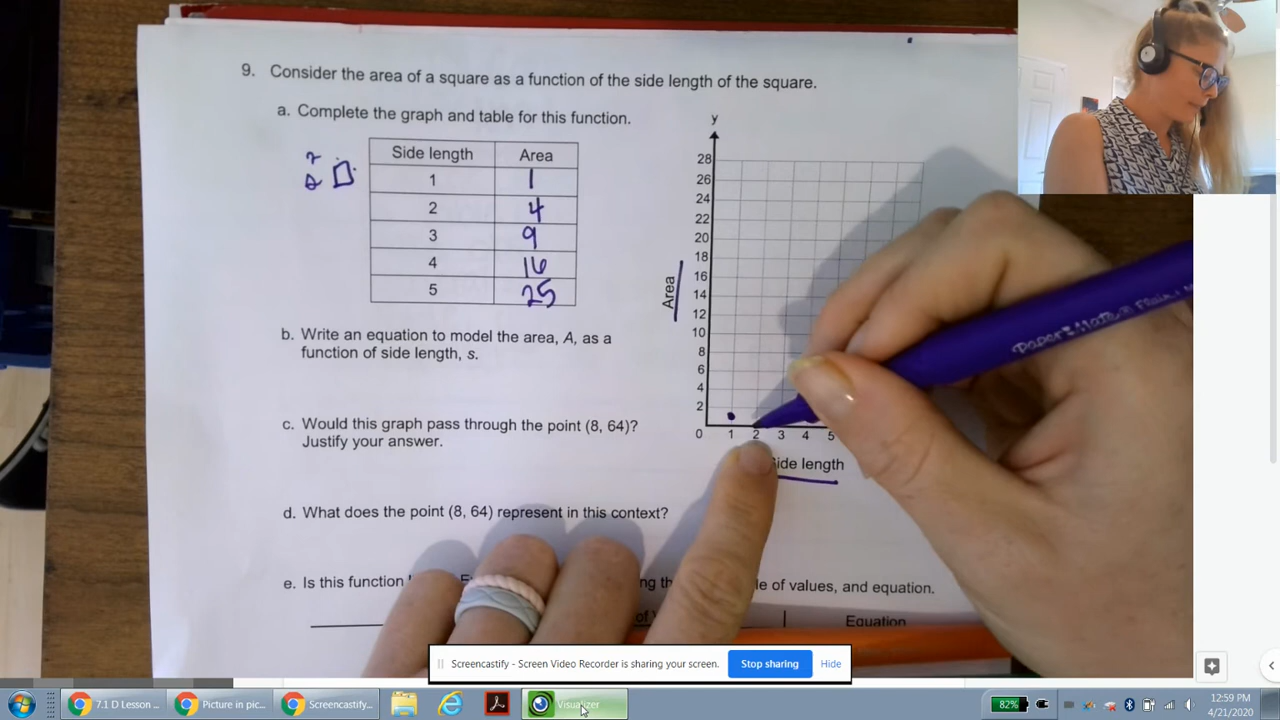 9. Consider the area of a square as a function of the side length of the square.
a. Complete the graph and table for this function.
Side length Area
1 1
2 4
3 9
4 16
5 25
2
2
b. Write an equation to model the area, A, as a
function of side length, s.
c. Would this graph pass through the point (8, 64)?
Justify your answer.
d. What does the point (8, 64) represent in this context?
e. Is this function
le of values, and equation.
Equation
y
28
26
24
22
20
18
16
14
12
10
8
6
4
2
0 1 2 3 4 5
Area
ide length
Paper Mate
Screencastify - Screen Video Recorder is sharing your screen. Stop sharing Hide
7.1 D Lesson ... Picture in pic... Screencastify... Visualizer 82% 12:59 PM
4/21/2020